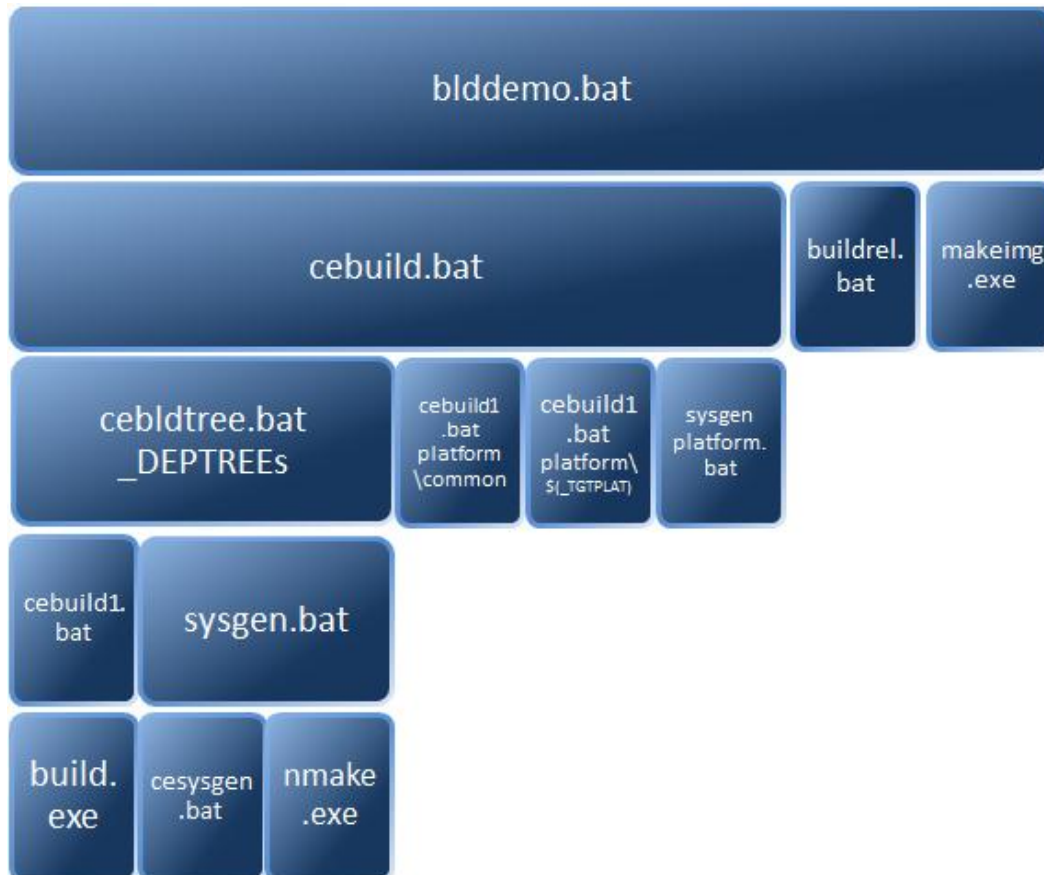 blddemo.bat
cebuild.bat
buildrel.
bat
makeimg
.exe
cebldtree.bat
_DEPTREEs
cebuild1
.bat
platform
\common
cebuild1
.bat
platform\
$(_TGTPLAT)
sysgen
platform.
bat
cebuild1.
bat
sysgen.bat
build.
exe
cesysgen
.bat
nmake
.exe